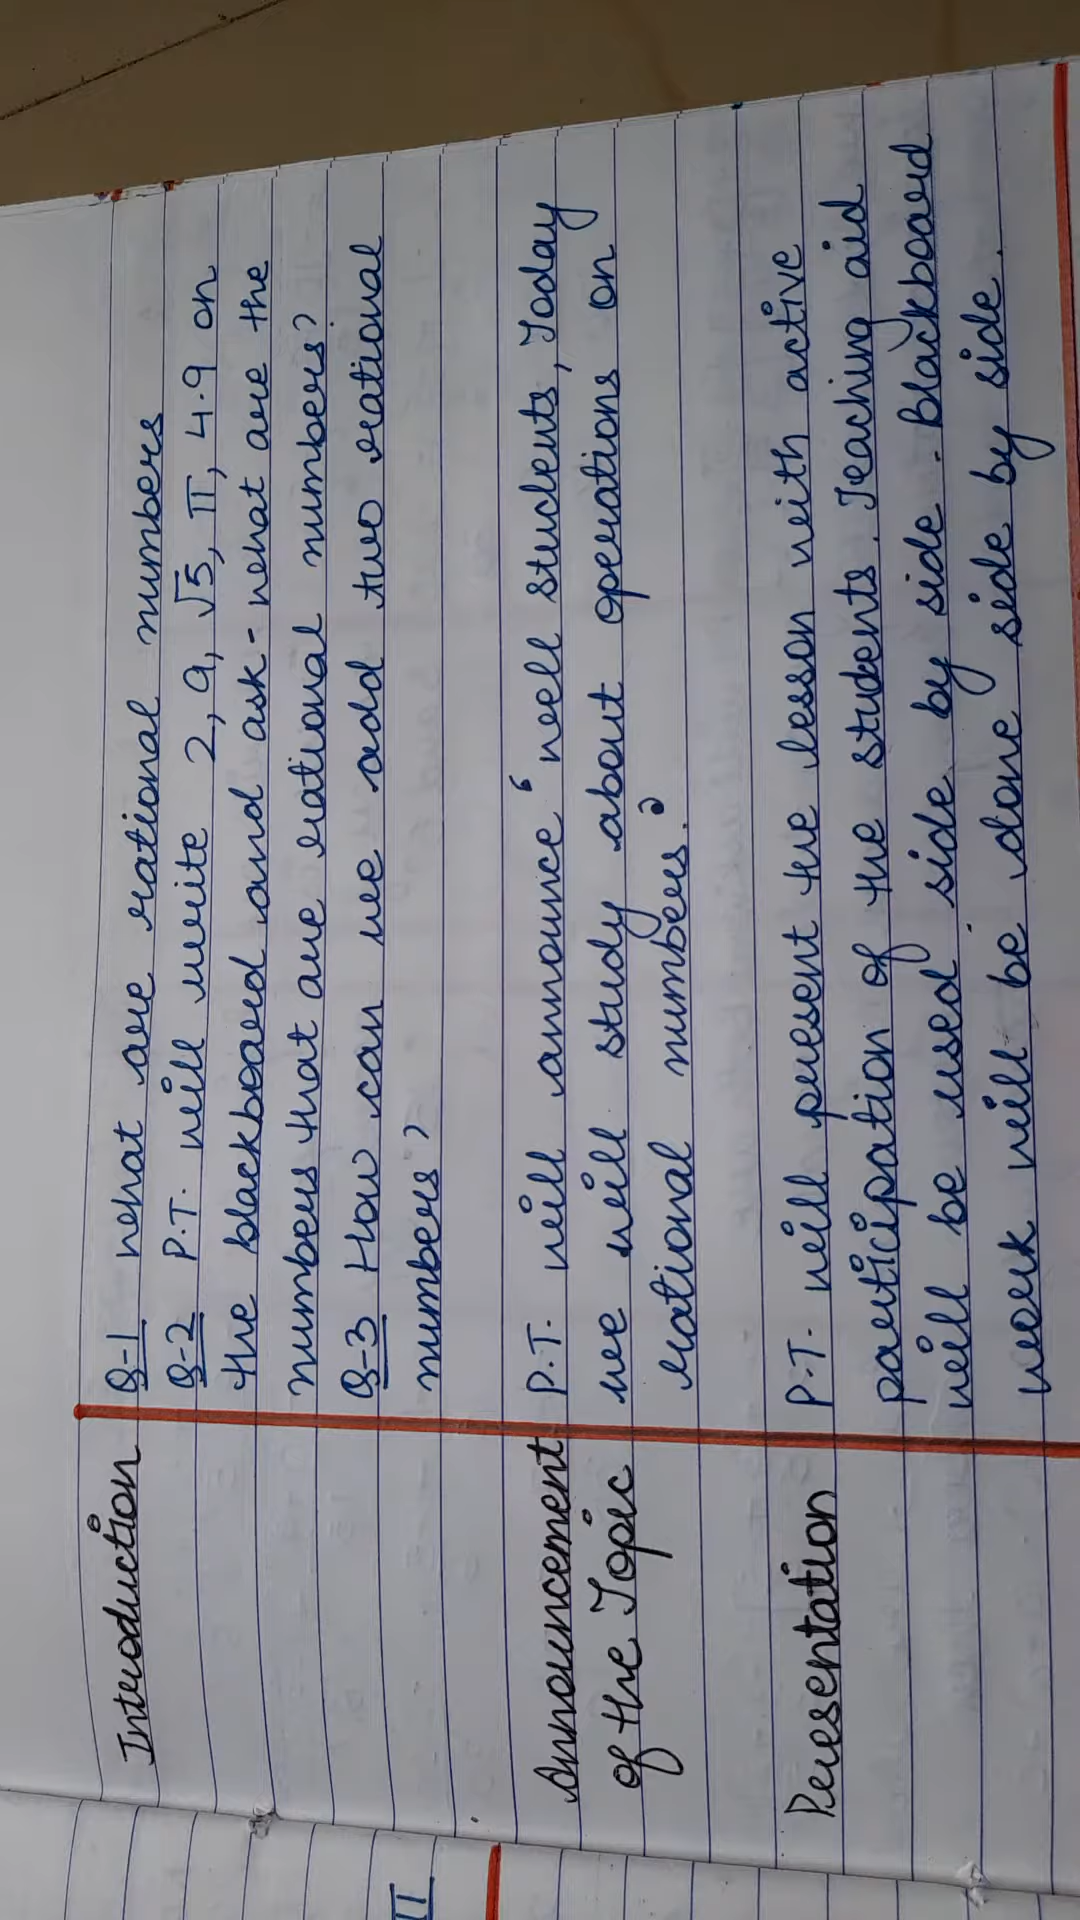 Introduction
Q-1 what are rational numbers
Q-2 P.T. will write 2, 9, √5, π, 4.9 on
the blackboard and ask - what are the
numbers that are rational numbers?
Q-3 How can we add two rational
numbers?
Announcement
of the Topic
P.T. will announce "well students, Today
we will study about operations on
rational numbers."
Presentation
P.T. will present the lesson with active
participation of the students. Teaching aid
will be used side by side. Blackboard
work will be done side by side.
II